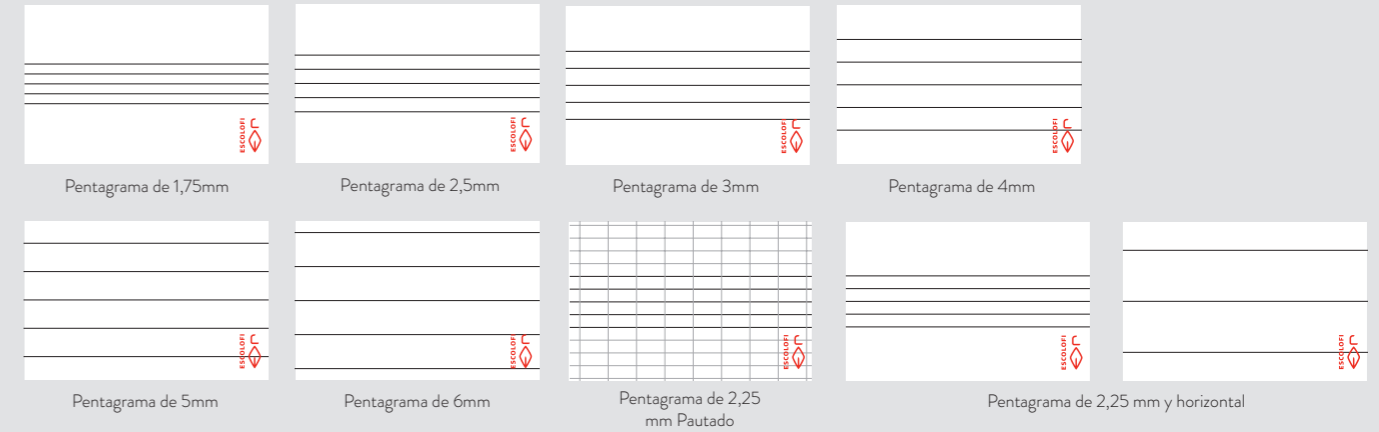 ESCOLOFI
ESCOLOFI
ESCOLOFI
ESCOLOFI
Pentagrama de 1,75mm
Pentagrama de 2,5mm
Pentagrama de 3mm
Pentagrama de 4mm
ESCOLOFI
ESCOLOFI
ESCOLOFI
ESCOLOFI
ESCOLOFI
Pentagrama de 5mm
Pentagrama de 6mm
Pentagrama de 2,25
mm Pautado
Pentagrama de 2,25 mm y horizontal